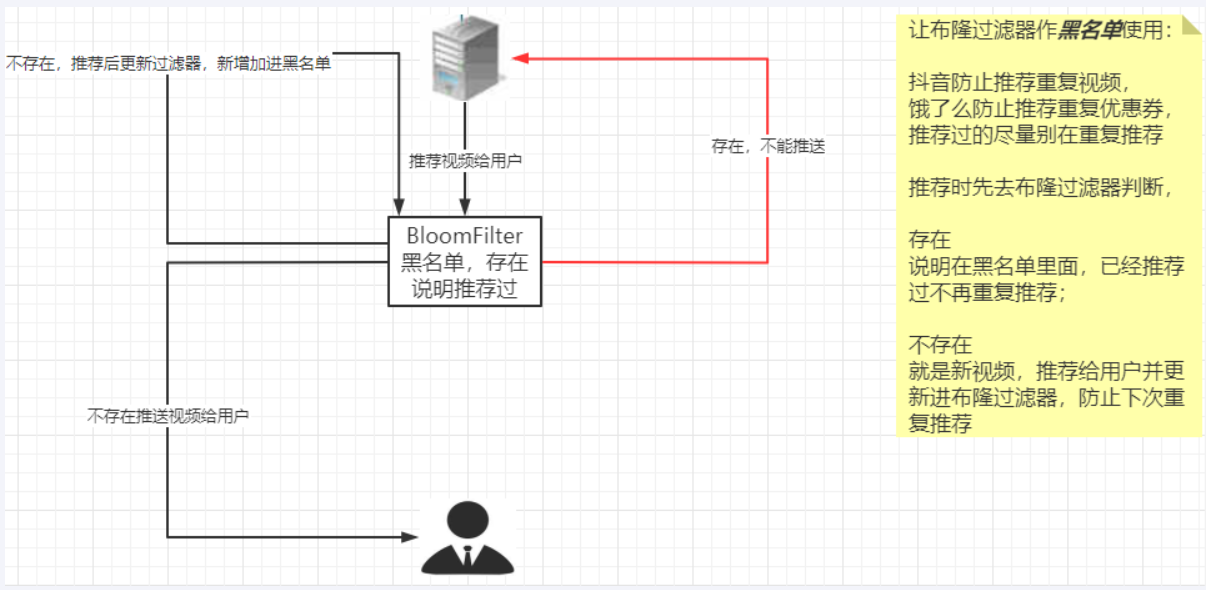 不存在，推荐后更新过滤器，新增加进黑名单
推荐视频给用户
存在，不能推送
BloomFilter
黑名单，存在
说明推荐过
不存在推送视频给用户
让布隆过滤器作黑名单使用：
抖音防止推荐重复视频，
饿了么防止推荐重复优惠券，
推荐过的尽量别在重复推荐
推荐时先去布隆过滤器判断，
存在
说明在黑名单里面，已经推荐
过不再重复推荐；
不存在
就是新视频，推荐给用户并更
新进布隆过滤器，防止下次重
复推荐